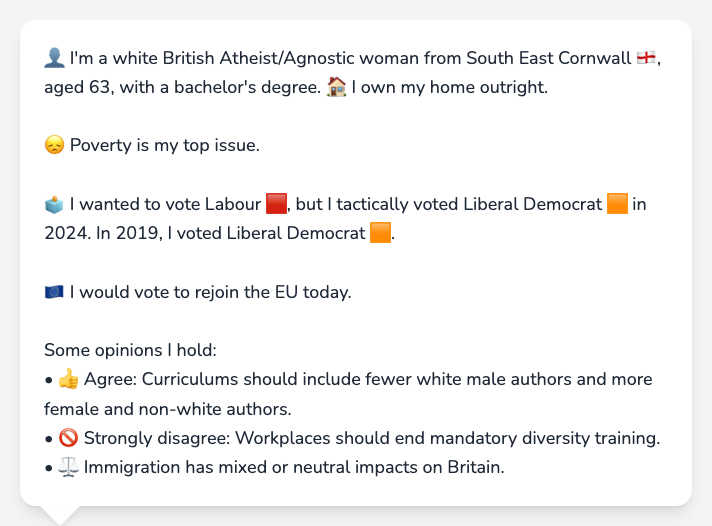 👤 I'm a white British Atheist/Agnostic woman from South East Cornwall 🏴󠁧󠁢󠁥󠁮󠁧󠁿,
aged 63, with a bachelor's degree. 🏠 I own my home outright.
😞 Poverty is my top issue.
🗳️ I wanted to vote Labour 🟥, but I tactically voted Liberal Democrat 🟧 in
2024. In 2019, I voted Liberal Democrat 🟧.
🇪🇺 I would vote to rejoin the EU today.
Some opinions I hold:
• 👍 Agree: Curriculums should include fewer white male authors and more
female and non-white authors.
• 🚫 Strongly disagree: Workplaces should end mandatory diversity training.
• ⚖️ Immigration has mixed or neutral impacts on Britain.